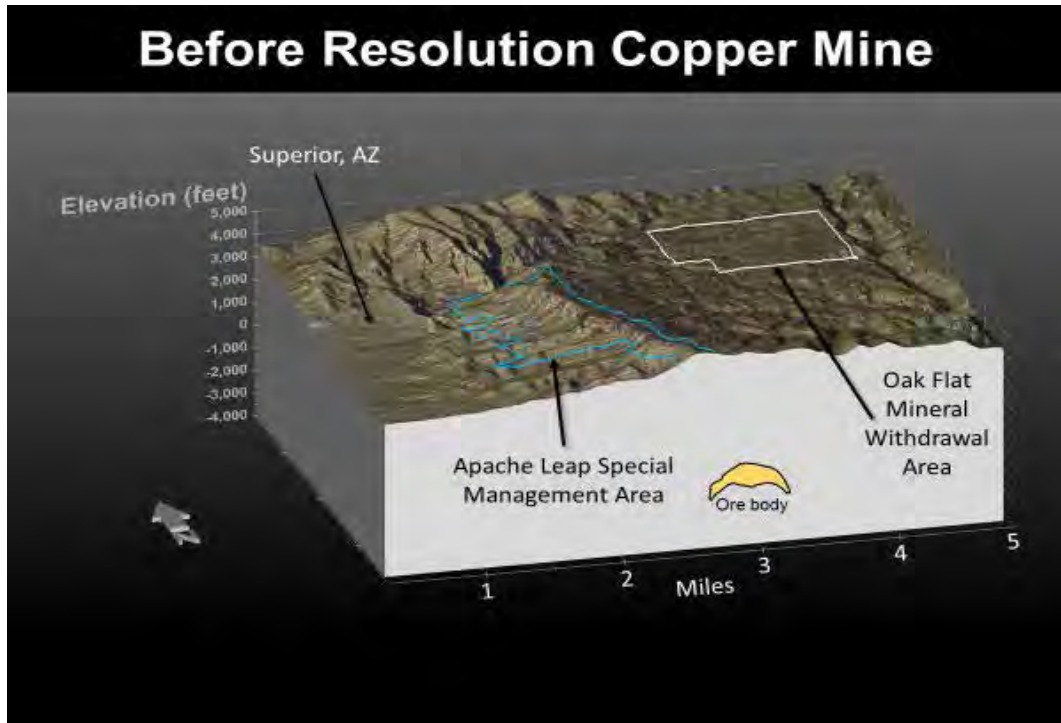 Before Resolution Copper Mine
Superior, AZ
Elevation (feet)
5,000
4,000
3,000
2,000
1,000
0
-1,000
-2,000
-3,000
-4,000
Oak Flat
Mineral
Withdrawal
Area
Apache Leap Special
Management Area
Ore body
1
2
3
4
5
Miles